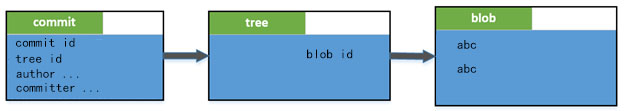 commit
commit id
tree id
author ...
committer ...
tree
blob id
blob
abc
abc